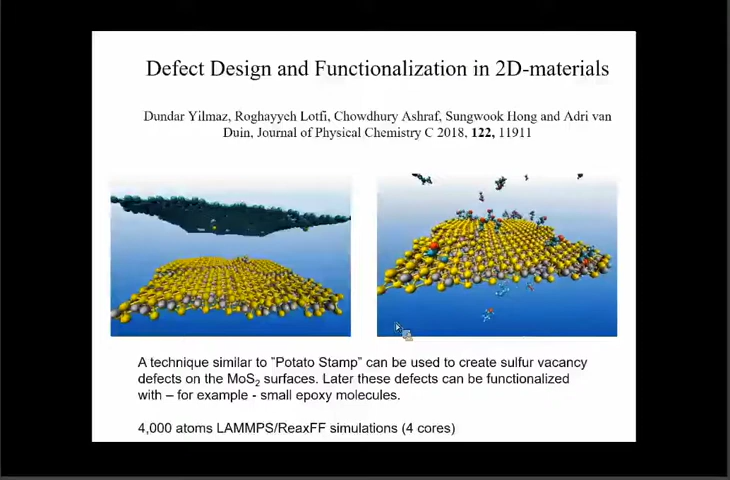 Defect Design and Functionalization in 2D-materials
Dundar Yilmaz, Roghayyeh Lotfi, Chowdhury Ashraf, Sungwook Hong and Adri van
Duin, Journal of Physical Chemistry C 2018, 122, 11911
A technique similar to "Potato Stamp" can be used to create sulfur vacancy
defects on the MoS₂ surfaces. Later these defects can be functionalized
with – for example - small epoxy molecules.
4,000 atoms LAMMPS/ReaxFF simulations (4 cores)